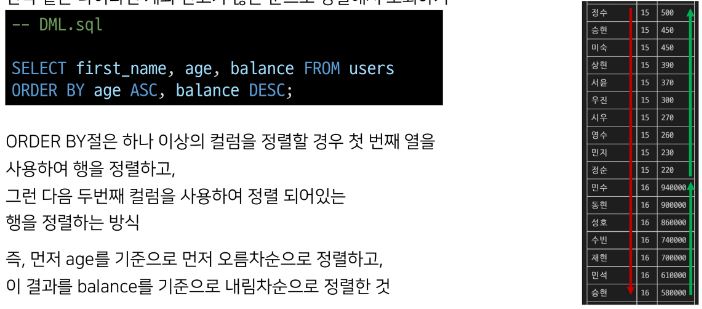 -- DML.sql
SELECT first_name, age, balance FROM users
ORDER BY age ASC, balance DESC;
ORDER BY절은 하나 이상의 컬럼을 정렬할 경우 첫 번째 열을
사용하여 행을 정렬하고,
그런 다음 두번째 컬럼을 사용하여 정렬 되어있는
행을 정렬하는 방식
즉, 먼저 age를 기준으로 먼저 오름차순으로 정렬하고,
이 결과를 balance를 기준으로 내림차순으로 정렬한 것
정수 15 500
승현 15 450
미숙 15 450
상현 15 390
서윤 15 370
우진 15 300
시우 15 270
영수 15 260
민지 15 230
정순 15 220
민수 16 940000
동현 16 900000
성호 16 860000
수빈 16 740000
재현 16 700000
민석 16 610000
승현 16 580000